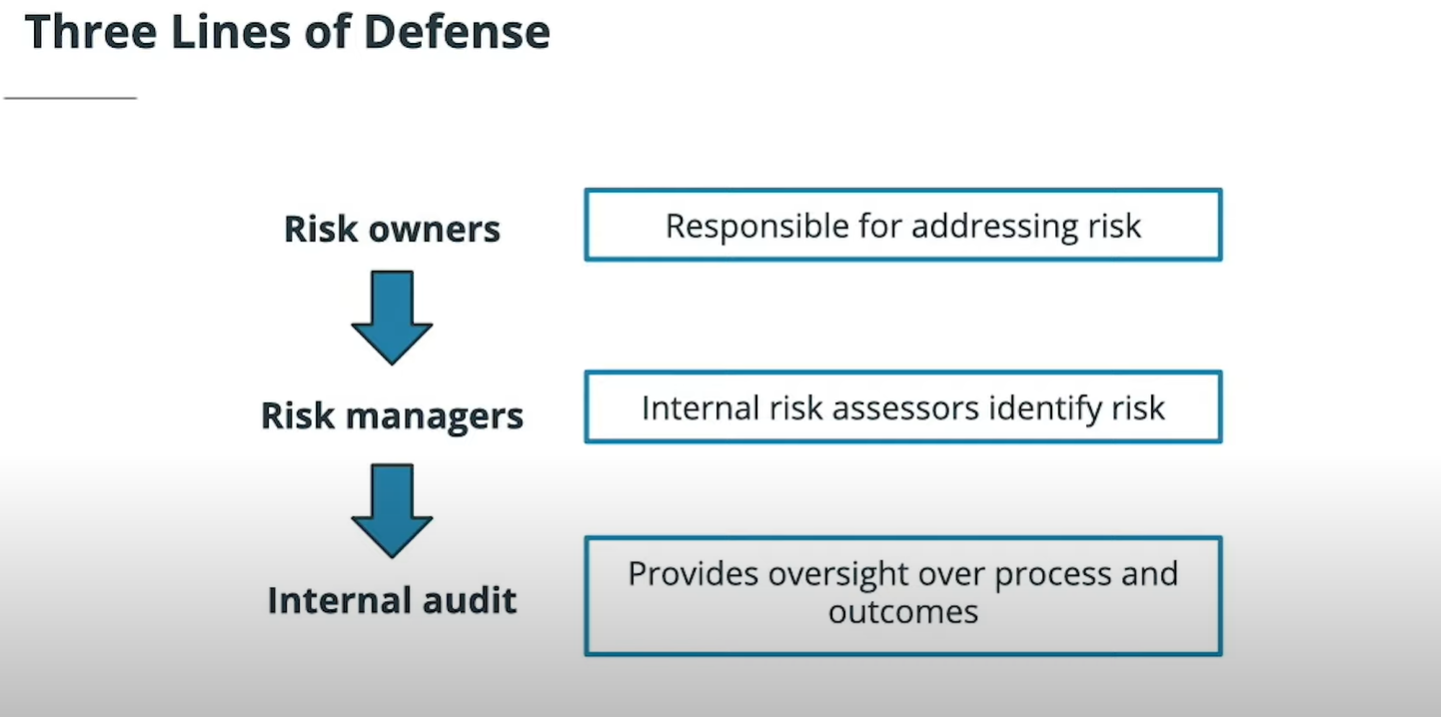 Three Lines of Defense
Risk owners
Responsible for addressing risk
Risk managers
Internal risk assessors identify risk
Internal audit
Provides oversight over process and
outcomes